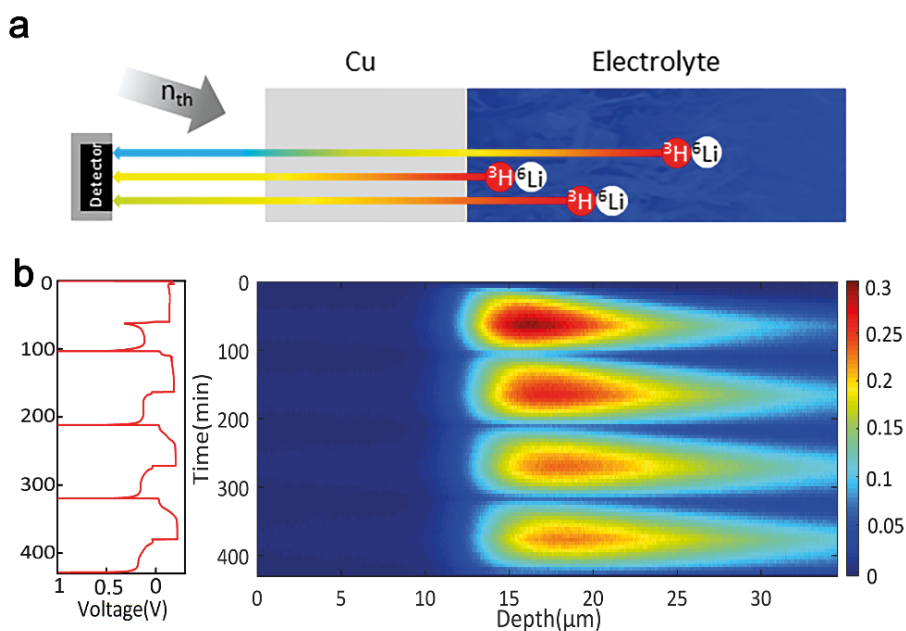 a
Cu
Electrolyte
n_th
Detector
³H ⁶Li
³H ⁶Li
³H ⁶Li
b
0
100
200
300
400
1 0.5 0
Voltage(V)
Time(min)
0
100
200
300
400
0 5 10 15 20 25 30
Depth(μm)
0.3
0.25
0.2
0.15
0.1
0.05
0